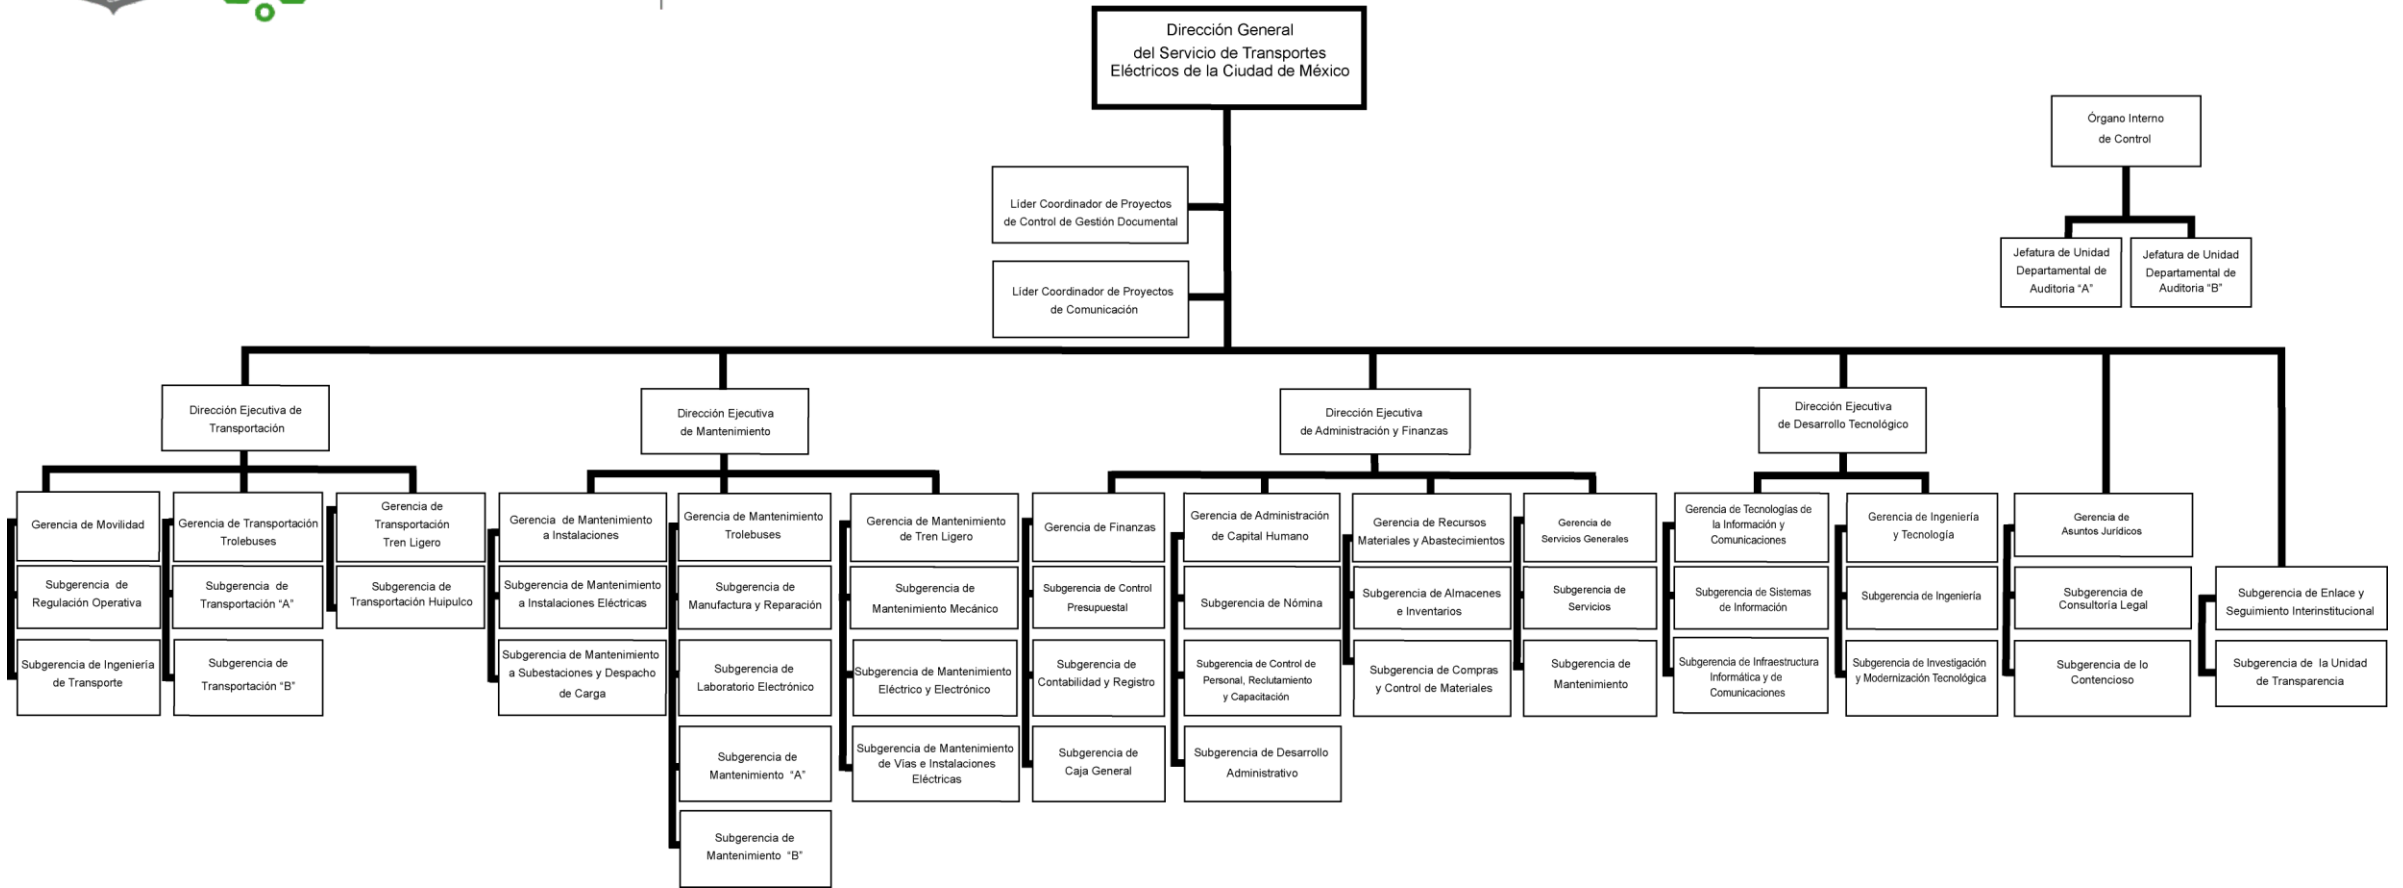 Dirección General
del Servicio de Transportes
Eléctricos de la Ciudad de México
Órgano Interno
de Control
Líder Coordinador de Proyectos
de Control de Gestión Documental
Jefatura de Unidad
Departamental de
Auditoria “A”
Jefatura de Unidad
Departamental de
Auditoria “B”
Líder Coordinador de Proyectos
de Comunicación
Dirección Ejecutiva de
Transportación
Dirección Ejecutiva
de Mantenimiento
Dirección Ejecutiva
de Administración y Finanzas
Dirección Ejecutiva
de Desarrollo Tecnológico
Gerencia de Movilidad
Subgerencia de
Regulación Operativa
Subgerencia de Ingeniería
de Transporte
Gerencia de Transportación
Trolebuses
Subgerencia de
Transportación “A”
Subgerencia de
Transportación “B”
Gerencia de
Transportación
Tren Ligero
Subgerencia de
Transportación Huipulco
Gerencia de Mantenimiento
a Instalaciones
Subgerencia de Mantenimiento
a Instalaciones Eléctricas
Subgerencia de Mantenimiento
a Subestaciones y Despacho
de Carga
Gerencia de Mantenimiento
Trolebuses
Subgerencia de
Manufactura y Reparación
Subgerencia de
Laboratorio Electrónico
Subgerencia de
Mantenimiento “A”
Subgerencia de
Mantenimiento “B”
Gerencia de Mantenimiento
de Tren Ligero
Subgerencia de
Mantenimiento Mecánico
Subgerencia de Mantenimiento
Eléctrico y Electrónico
Subgerencia de Mantenimiento
de Vías e Instalaciones
Eléctricas
Gerencia de Finanzas
Subgerencia de Control
Presupuestal
Subgerencia de
Contabilidad y Registro
Subgerencia de
Caja General
Gerencia de Administración
de Capital Humano
Subgerencia de Nómina
Subgerencia de Control de
Personal, Reclutamiento
y Capacitación
Subgerencia de Desarrollo
Administrativo
Gerencia de Recursos
Materiales y Abastecimientos
Subgerencia de Almacenes
e Inventarios
Subgerencia de Compras
y Control de Materiales
Gerencia de
Servicios Generales
Subgerencia de
Servicios
Subgerencia de
Mantenimiento
Gerencia de Tecnologías de
la Información y
Comunicaciones
Subgerencia de Sistemas
de Información
Subgerencia de Infraestructura
Informática y de
Comunicaciones
Gerencia de Ingeniería
y Tecnología
Subgerencia de Ingeniería
Subgerencia de Investigación
y Modernización Tecnológica
Gerencia de
Asuntos Jurídicos
Subgerencia de
Consultoría Legal
Subgerencia de lo
Contencioso
Subgerencia de Enlace y
Seguimiento Interinstitucional
Subgerencia de la Unidad
de Transparencia